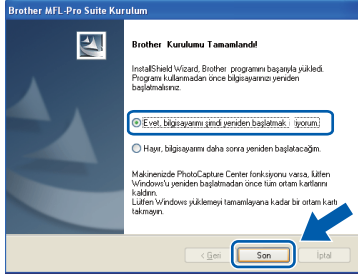 Brother MFL-Pro Suite Kurulum
Brother Kurulumu Tamamlandı!
InstallShield Wizard, Brother programını başarıyla yükledi.
Programı kullanmadan önce bilgisayarınızı yeniden
başlatmalısınız.
Evet, bilgisayarımı şimdi yeniden başlatmak iyorum.
Hayır, bilgisayarımı daha sonra yeniden başlatacağım.
Makinenizde PhotoCapture Center fonksiyonu varsa, lütfen
Windows'u yeniden başlatmadan önce tüm ortam kartlarını
kaldırın.
Lütfen Windows yüklemeyi tamamlayana kadar bir ortam kartı
takmayın.
< Geri Son İptal